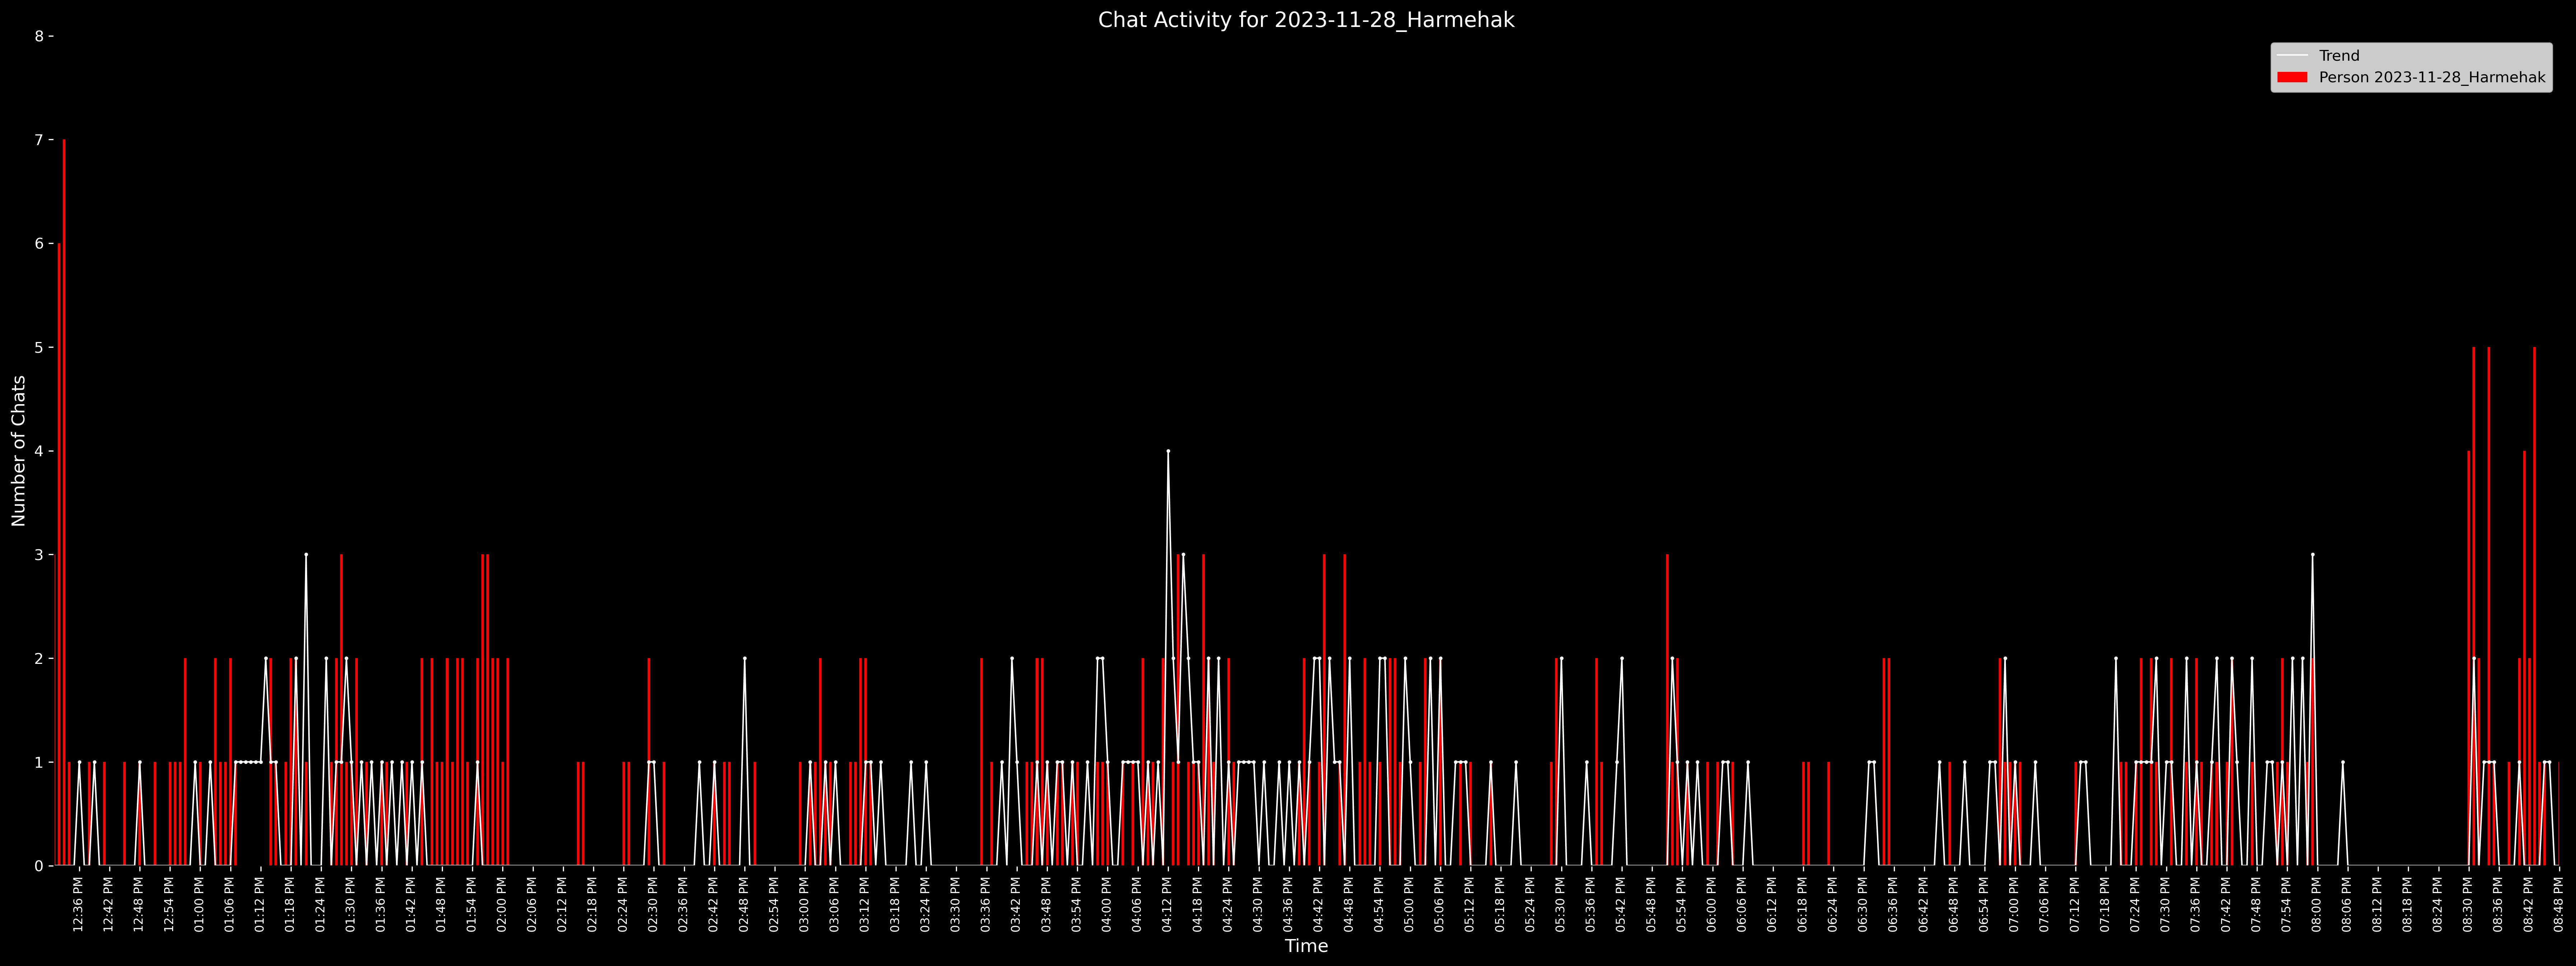 Chat Activity for 2023-11-28_Harmehak
Trend
Person 2023-11-28_Harmehak
Number of Chats
8
7
6
5
4
3
2
1
0
12:36 PM
12:42 PM
12:48 PM
12:54 PM
01:00 PM
01:06 PM
01:12 PM
01:18 PM
01:24 PM
01:30 PM
01:36 PM
01:42 PM
01:48 PM
01:54 PM
02:00 PM
02:06 PM
02:12 PM
02:18 PM
02:24 PM
02:30 PM
02:36 PM
02:42 PM
02:48 PM
02:54 PM
03:00 PM
03:06 PM
03:12 PM
03:18 PM
03:24 PM
03:30 PM
03:36 PM
03:42 PM
03:48 PM
03:54 PM
04:00 PM
04:06 PM
04:12 PM
04:18 PM
04:24 PM
04:30 PM
04:36 PM
04:42 PM
04:48 PM
04:54 PM
05:00 PM
05:06 PM
05:12 PM
05:18 PM
05:24 PM
05:30 PM
05:36 PM
05:42 PM
05:48 PM
05:54 PM
06:00 PM
06:06 PM
06:12 PM
06:18 PM
06:24 PM
06:30 PM
06:36 PM
06:42 PM
06:48 PM
06:54 PM
07:00 PM
07:06 PM
07:12 PM
07:18 PM
07:24 PM
07:30 PM
07:36 PM
07:42 PM
07:48 PM
07:54 PM
08:00 PM
08:06 PM
08:12 PM
08:18 PM
08:24 PM
08:30 PM
08:36 PM
08:42 PM
08:48 PM
Time